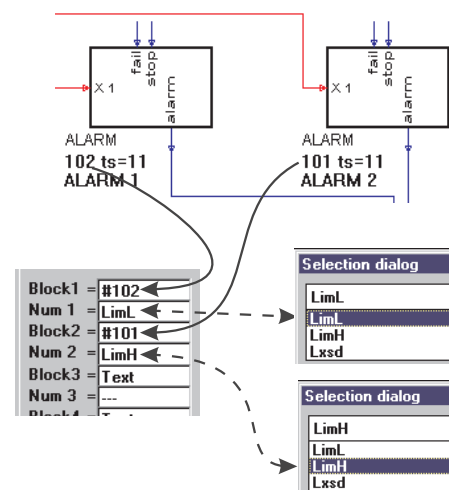 fail
stop
X 1
alarm
ALARM
102 ts=11
ALARM 1
fail
stop
X 1
alarm
ALARM
101 ts=11
ALARM 2
Block1 = #102
Num 1 = LimL
Block2 = #101
Num 2 = LimH
Block3 = Text
Num 3 = ---
Selection dialog
LimL
LimL
LimH
Lxsd
Selection dialog
LimH
LimL
LimH
Lxsd